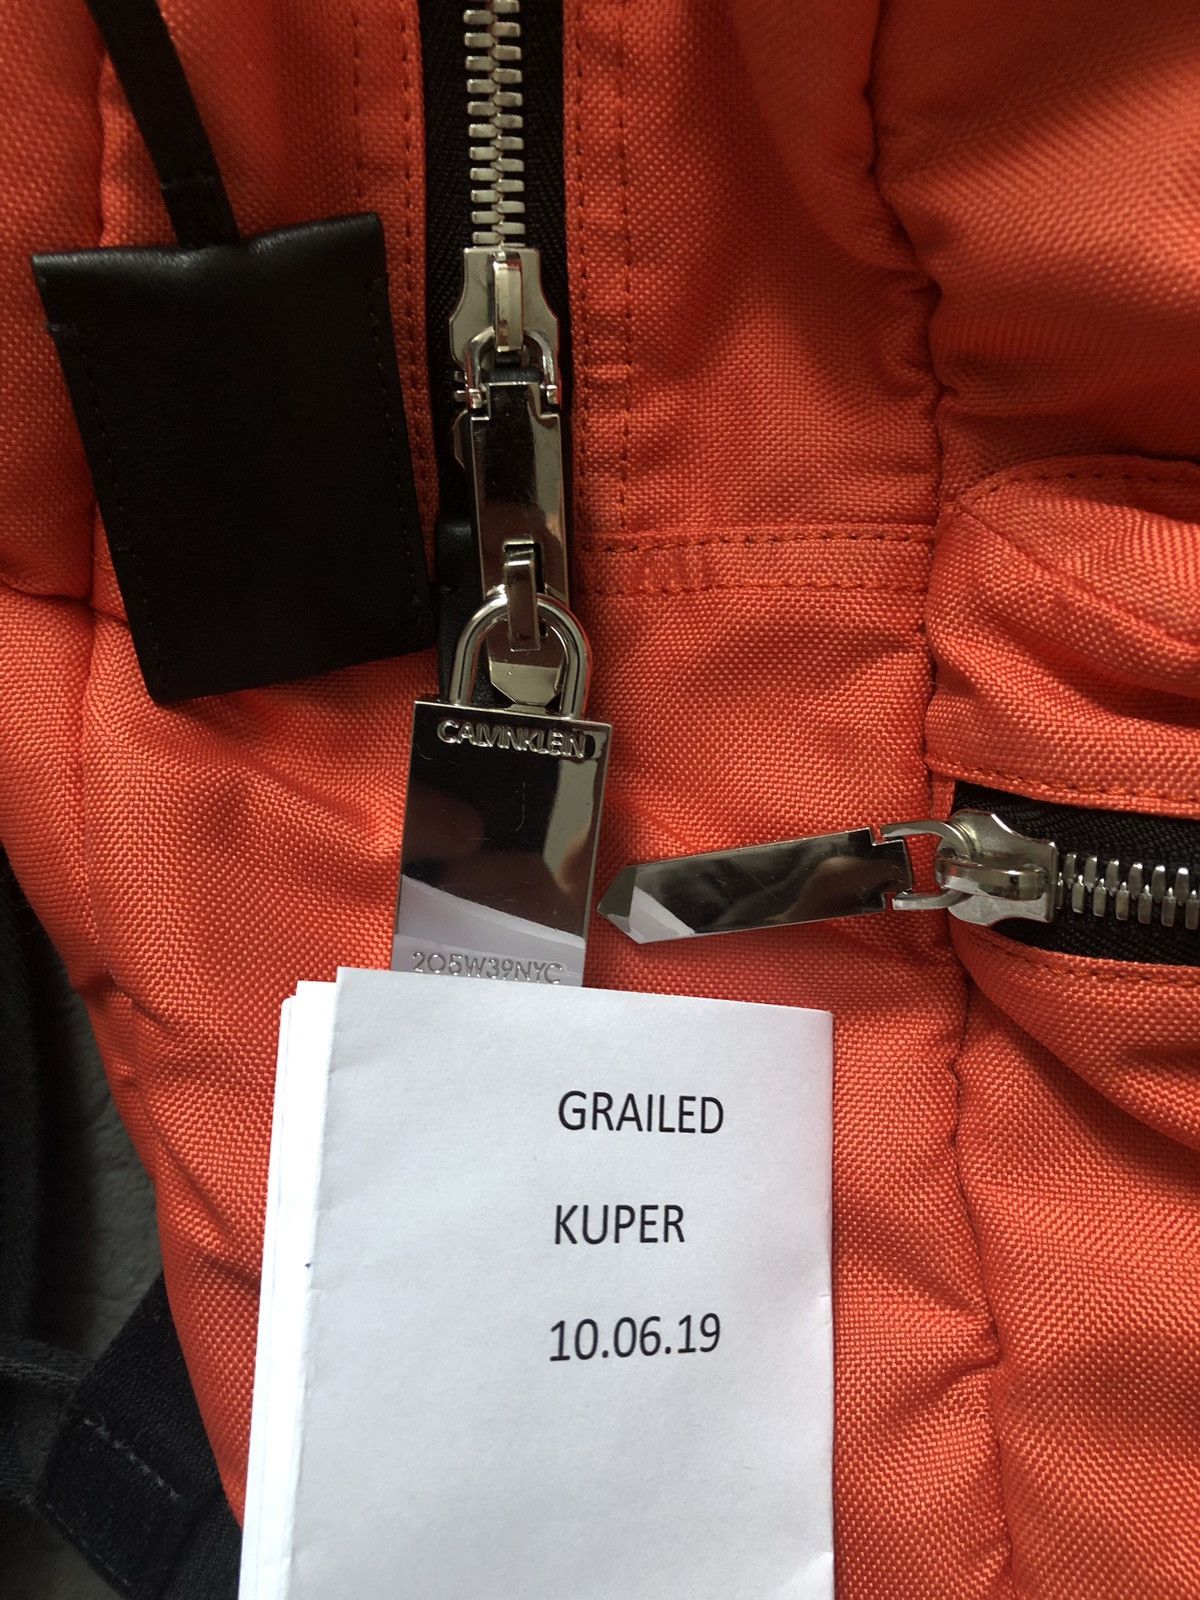 CALVINKLEIN
205W39NYC
GRAILED
KUPER
10.06.19